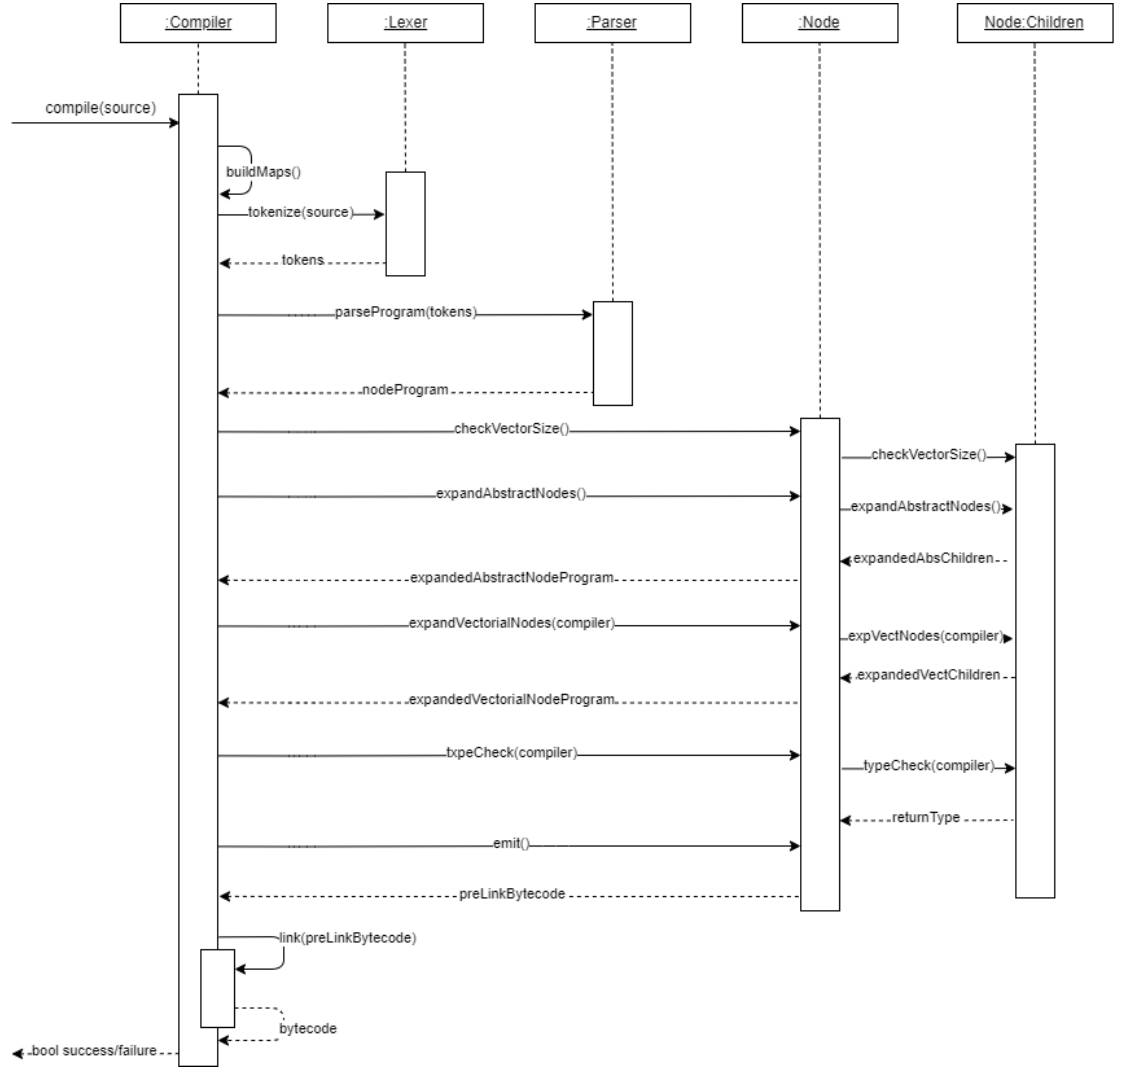 :Compiler
:Lexer
:Parser
:Node
Node:Children
compile(source)
buildMaps()
tokenize(source)
tokens
parseProgram(tokens)
nodeProgram
checkVectorSize()
checkVectorSize()
expandAbstractNodes()
expandAbstractNodes()
expandedAbsChildren
expandedAbstractNodeProgram
expandVectorialNodes(compiler)
expVectNodes(compiler)
expandedVectChildren
expandedVectorialNodeProgram
txpeCheck(compiler)
typeCheck(compiler)
returnType
emit()
preLinkBytecode
link(preLinkBytecode)
bytecode
bool success/failure